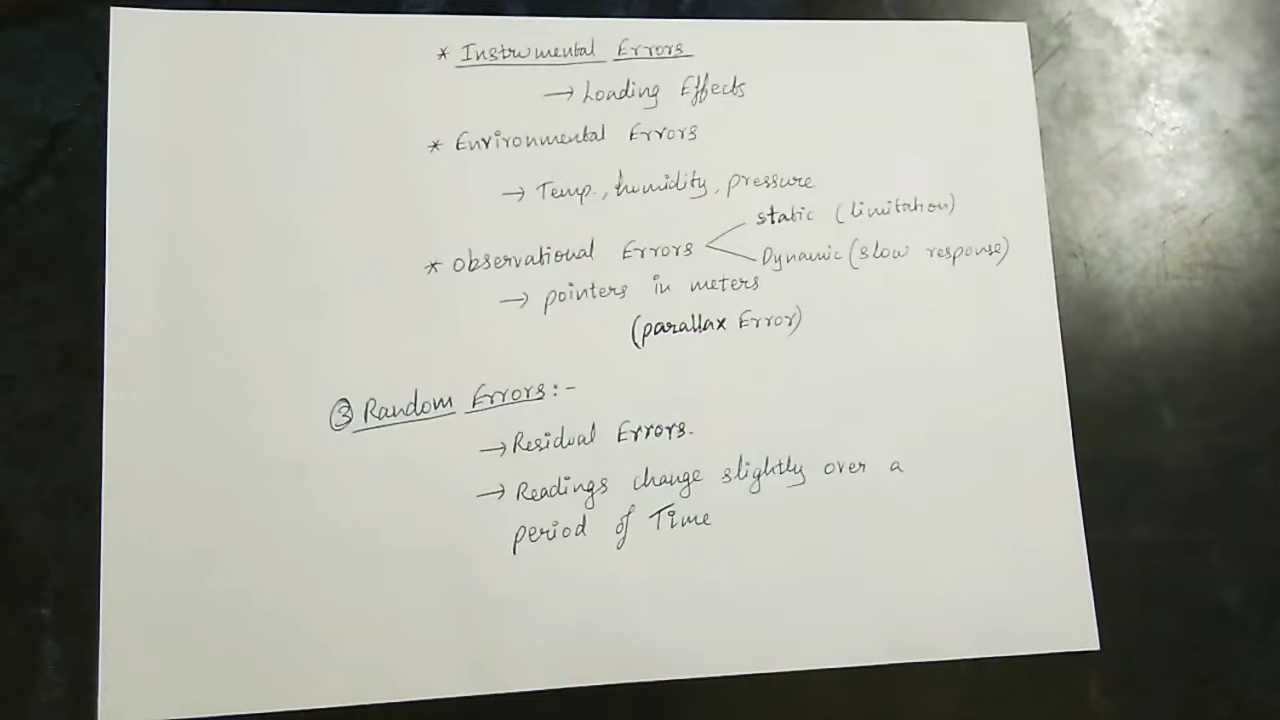 * Instrumental Errors
→ Loading Effects
* Environmental Errors
→ Temp., humidity, pressure
static (limitation)
* Observational Errors
Dynamic (slow response)
→ pointers in meters
(parallax Error)
③ Random Errors:-
→ Residual Errors.
→ Readings change slightly over a
period of Time